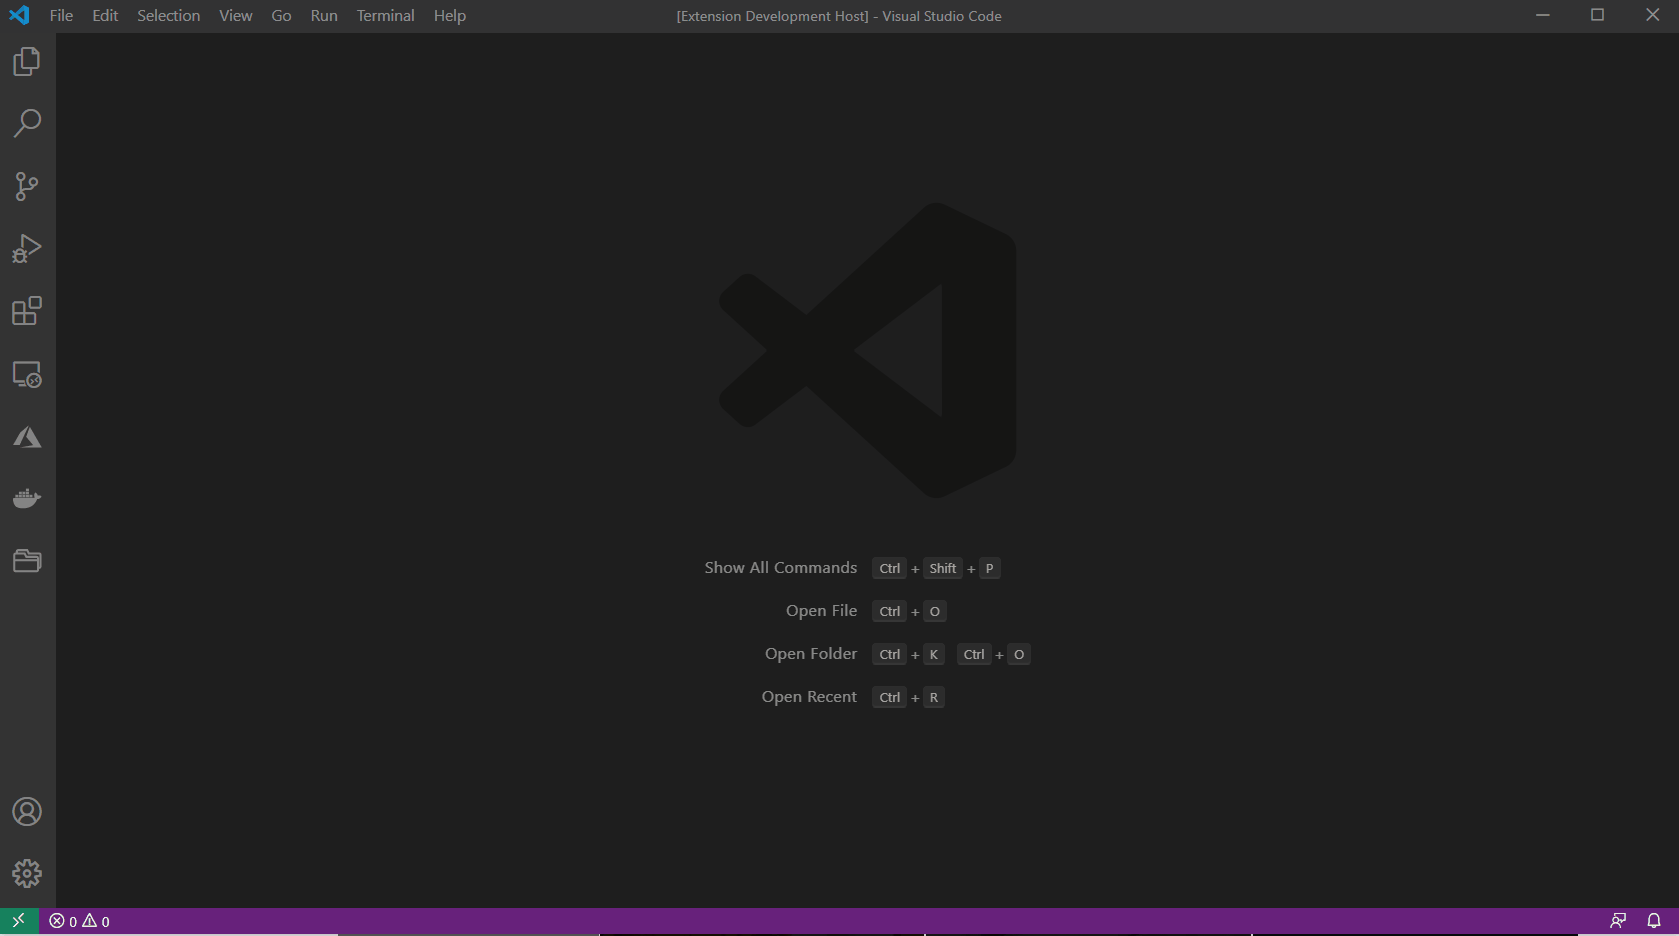 File Edit Selection View Go Run Terminal Help [Extension Development Host] - Visual Studio Code
Show All Commands Ctrl + Shift + P
Open File Ctrl + O
Open Folder Ctrl + K Ctrl + O
Open Recent Ctrl + R
0 0